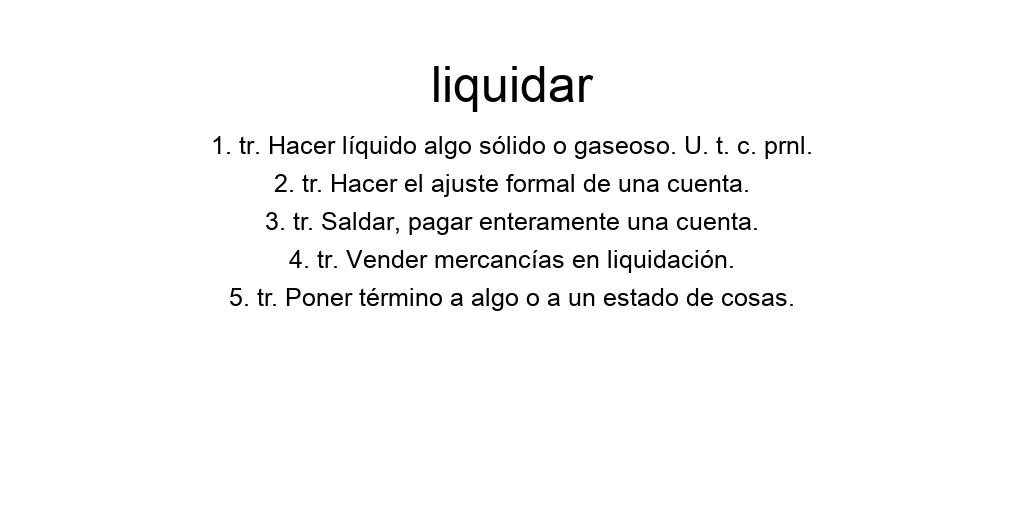 liquidar
1. tr. Hacer líquido algo sólido o gaseoso. U. t. c. prnl.
2. tr. Hacer el ajuste formal de una cuenta.
3. tr. Saldar, pagar enteramente una cuenta.
4. tr. Vender mercancías en liquidación.
5. tr. Poner término a algo o a un estado de cosas.